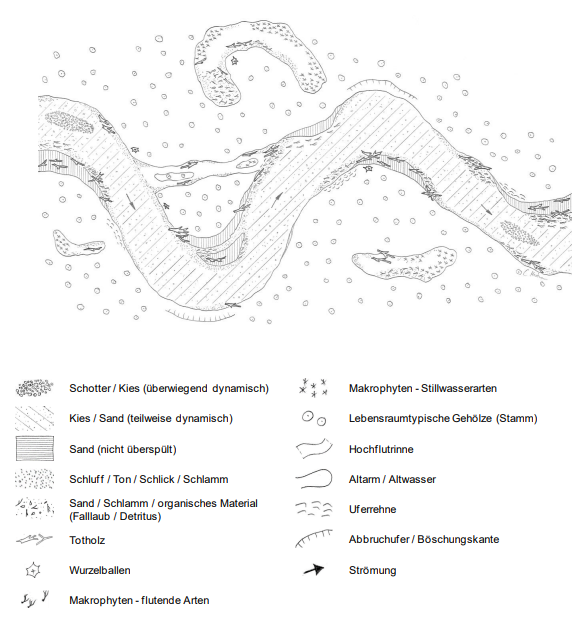 Schotter / Kies (überwiegend dynamisch)
Kies / Sand (teilweise dynamisch)
Sand (nicht überspült)
Schluff / Ton / Schlick / Schlamm
Sand / Schlamm / organisches Material
(Falllaub / Detritus)
Totholz
Wurzelballen
Makrophyten - flutende Arten
Makrophyten - Stillwasserarten
Lebensraumtypische Gehölze (Stamm)
Hochflutrinne
Altarm / Altwasser
Uferrehne
Abbruchufer / Böschungskante
Strömung